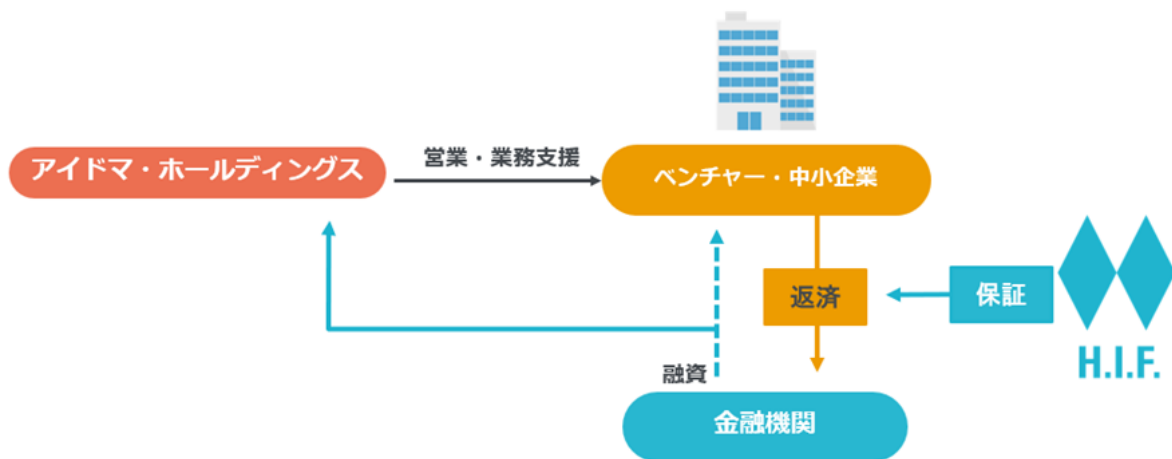 営業・業務支援
アイドマ・ホールディングス
ベンチャー・中小企業
返済
保証
H.I.F.
融資
金融機関